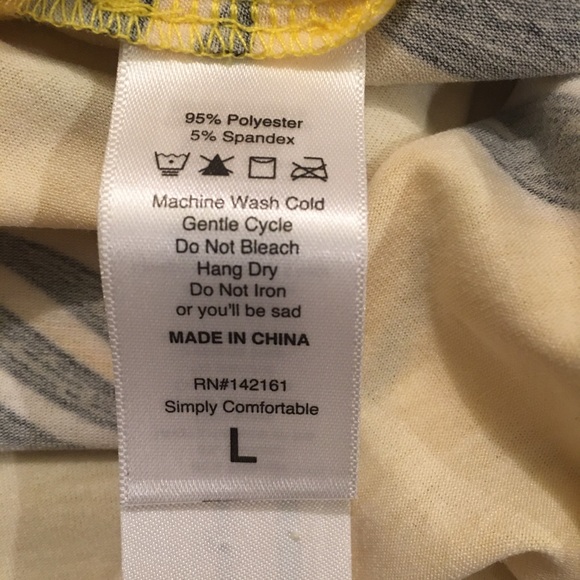 95% Polyester
5% Spandex
Machine Wash Cold
Gentle Cycle
Do Not Bleach
Hang Dry
Do Not Iron
or you'll be sad
MADE IN CHINA
RN#142161
Simply Comfortable
L